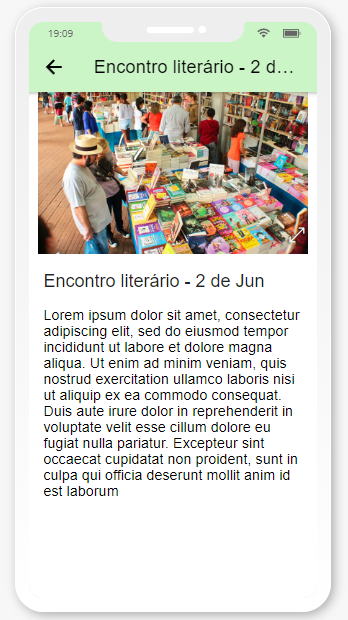 19:09
Encontro literário - 2 d...
Encontro literário - 2 de Jun
Lorem ipsum dolor sit amet, consectetur
adipiscing elit, sed do eiusmod tempor
incididunt ut labore et dolore magna
aliqua. Ut enim ad minim veniam, quis
nostrud exercitation ullamco laboris nisi
ut aliquip ex ea commodo consequat.
Duis aute irure dolor in reprehenderit in
voluptate velit esse cillum dolore eu
fugiat nulla pariatur. Excepteur sint
occaecat cupidatat non proident, sunt in
culpa qui officia deserunt mollit anim id
est laborum